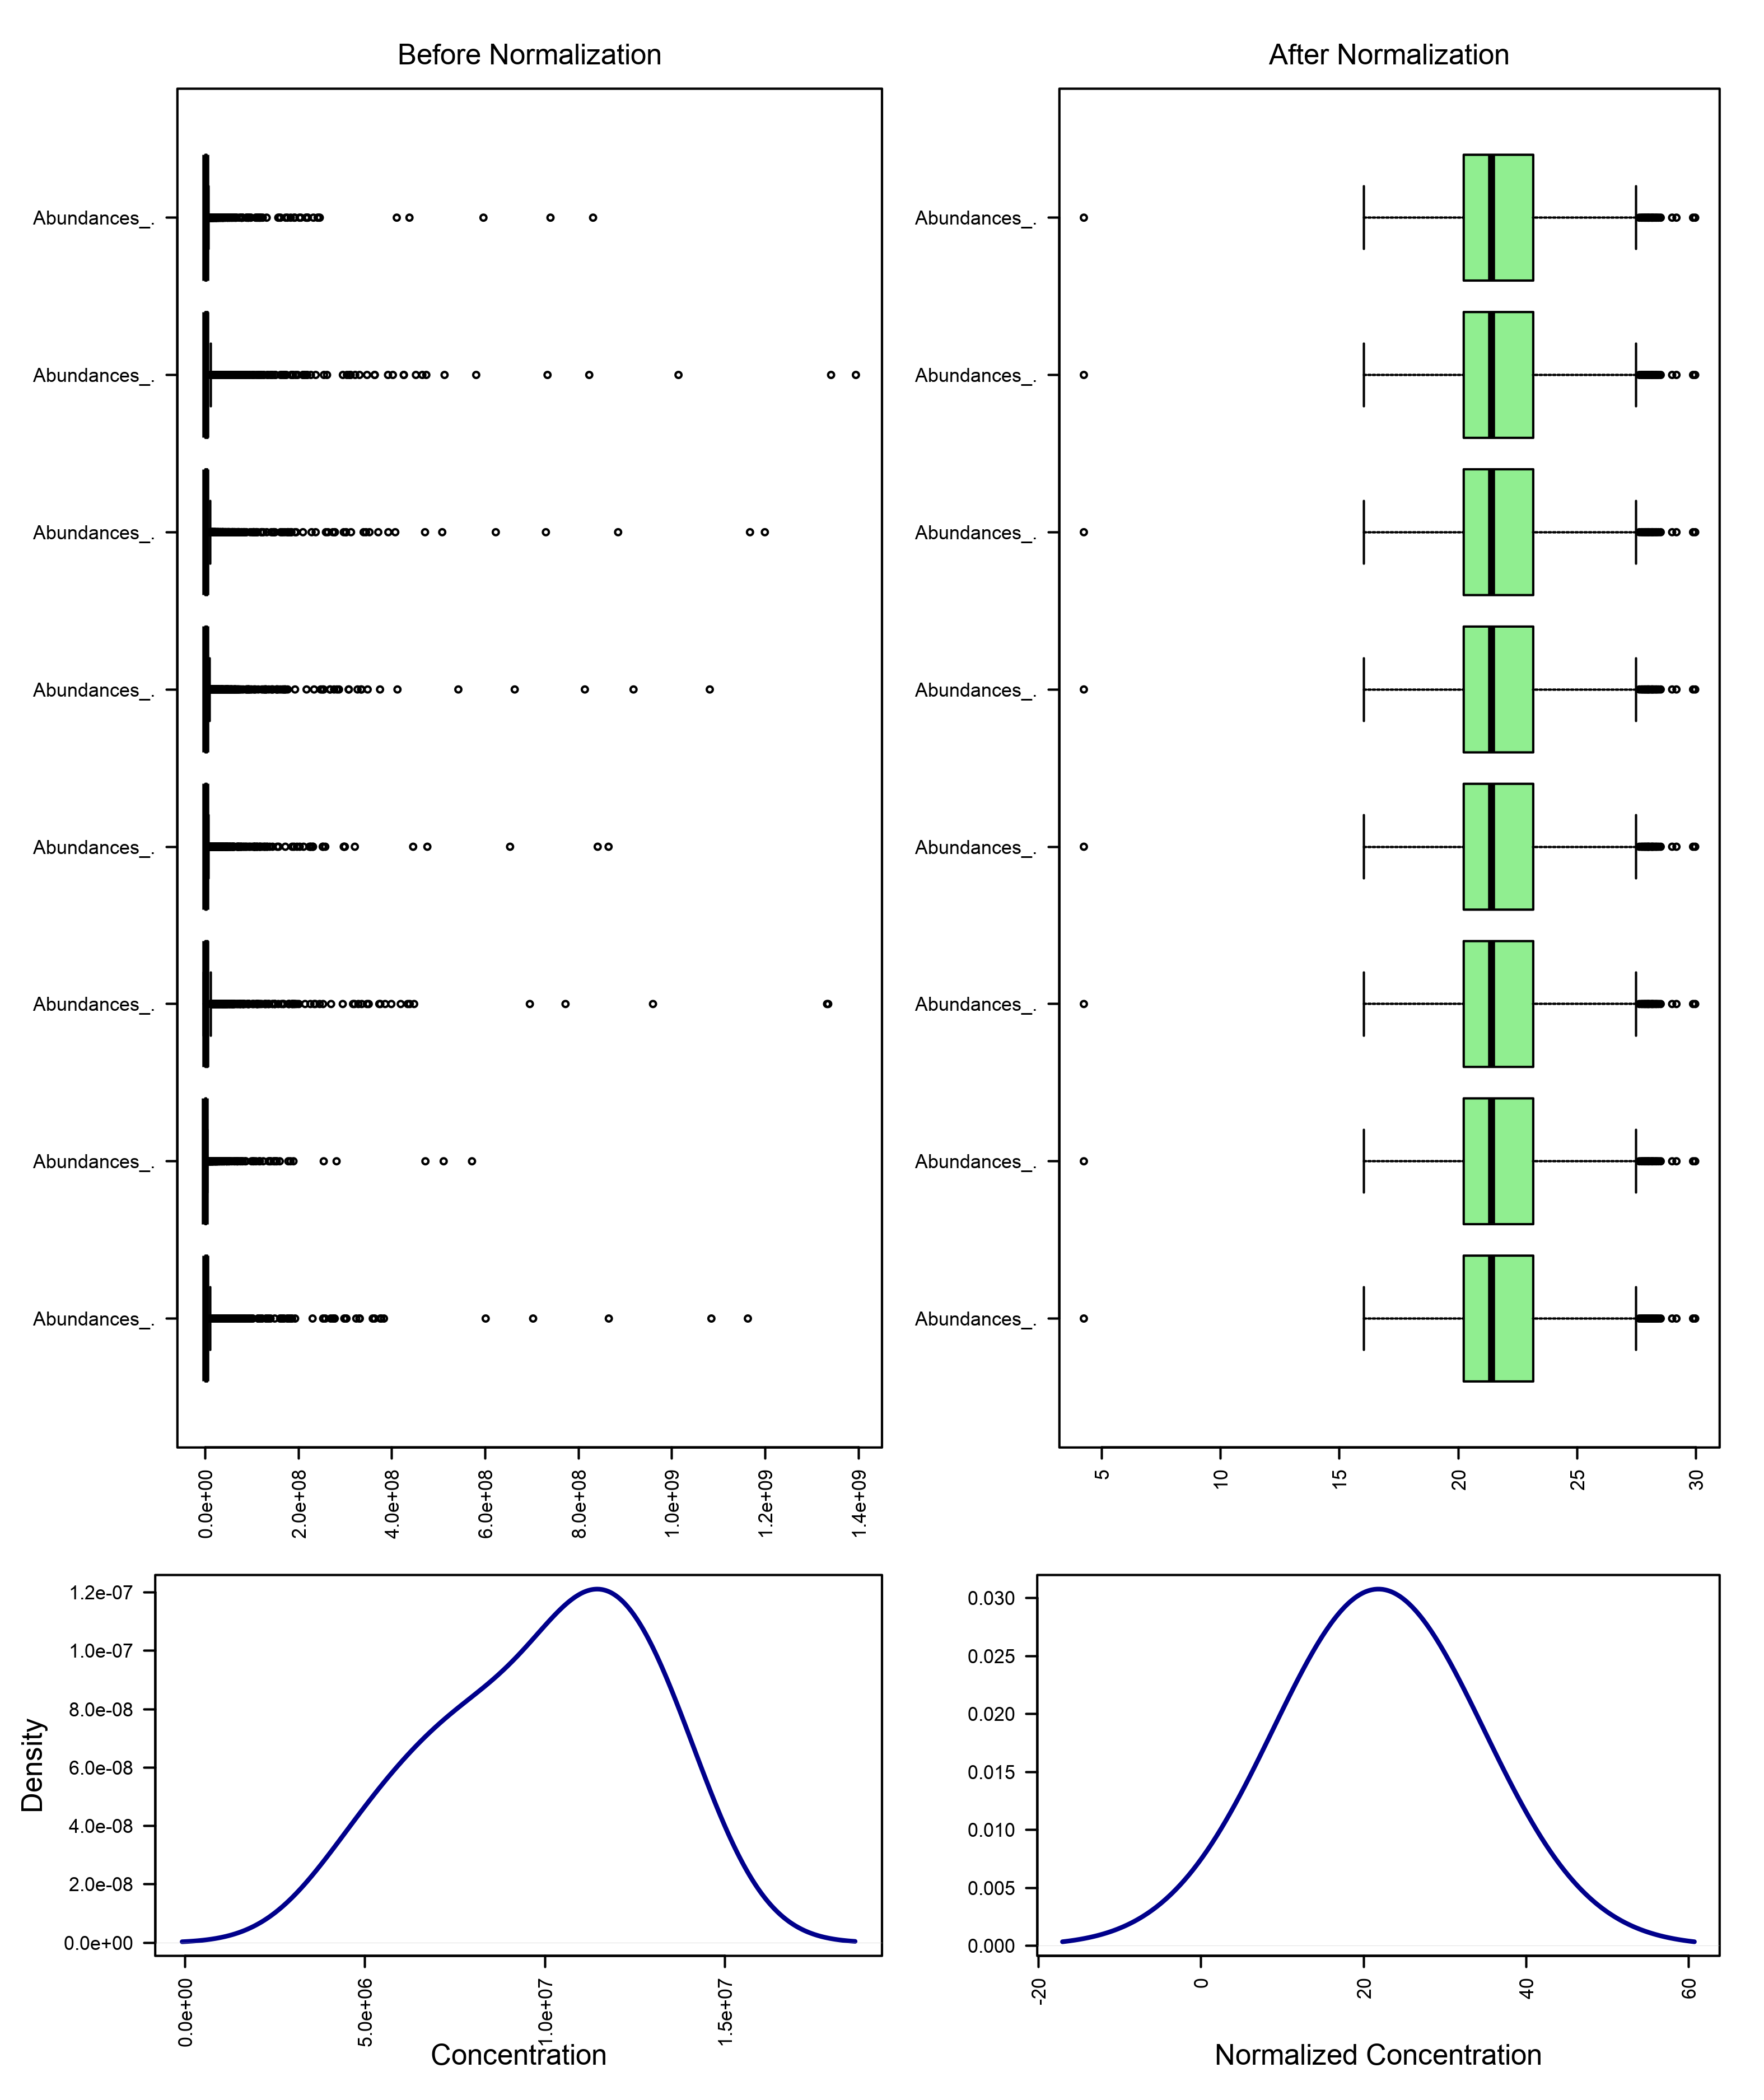 Before Normalization
Abundances_.
Abundances_.
Abundances_.
Abundances_.
Abundances_.
Abundances_.
Abundances_.
Abundances_.
0.0e+00
2.0e+08
4.0e+08
6.0e+08
8.0e+08
1.0e+09
1.2e+09
1.4e+09
After Normalization
Abundances_.
Abundances_.
Abundances_.
Abundances_.
Abundances_.
Abundances_.
Abundances_.
Abundances_.
5
10
15
20
25
30
Density
1.2e-07
1.0e-07
8.0e-08
6.0e-08
4.0e-08
2.0e-08
0.0e+00
0.0e+00
5.0e+06
1.0e+07
1.5e+07
Concentration
0.030
0.025
0.020
0.015
0.010
0.005
0.000
-20
0
20
40
60
Normalized Concentration